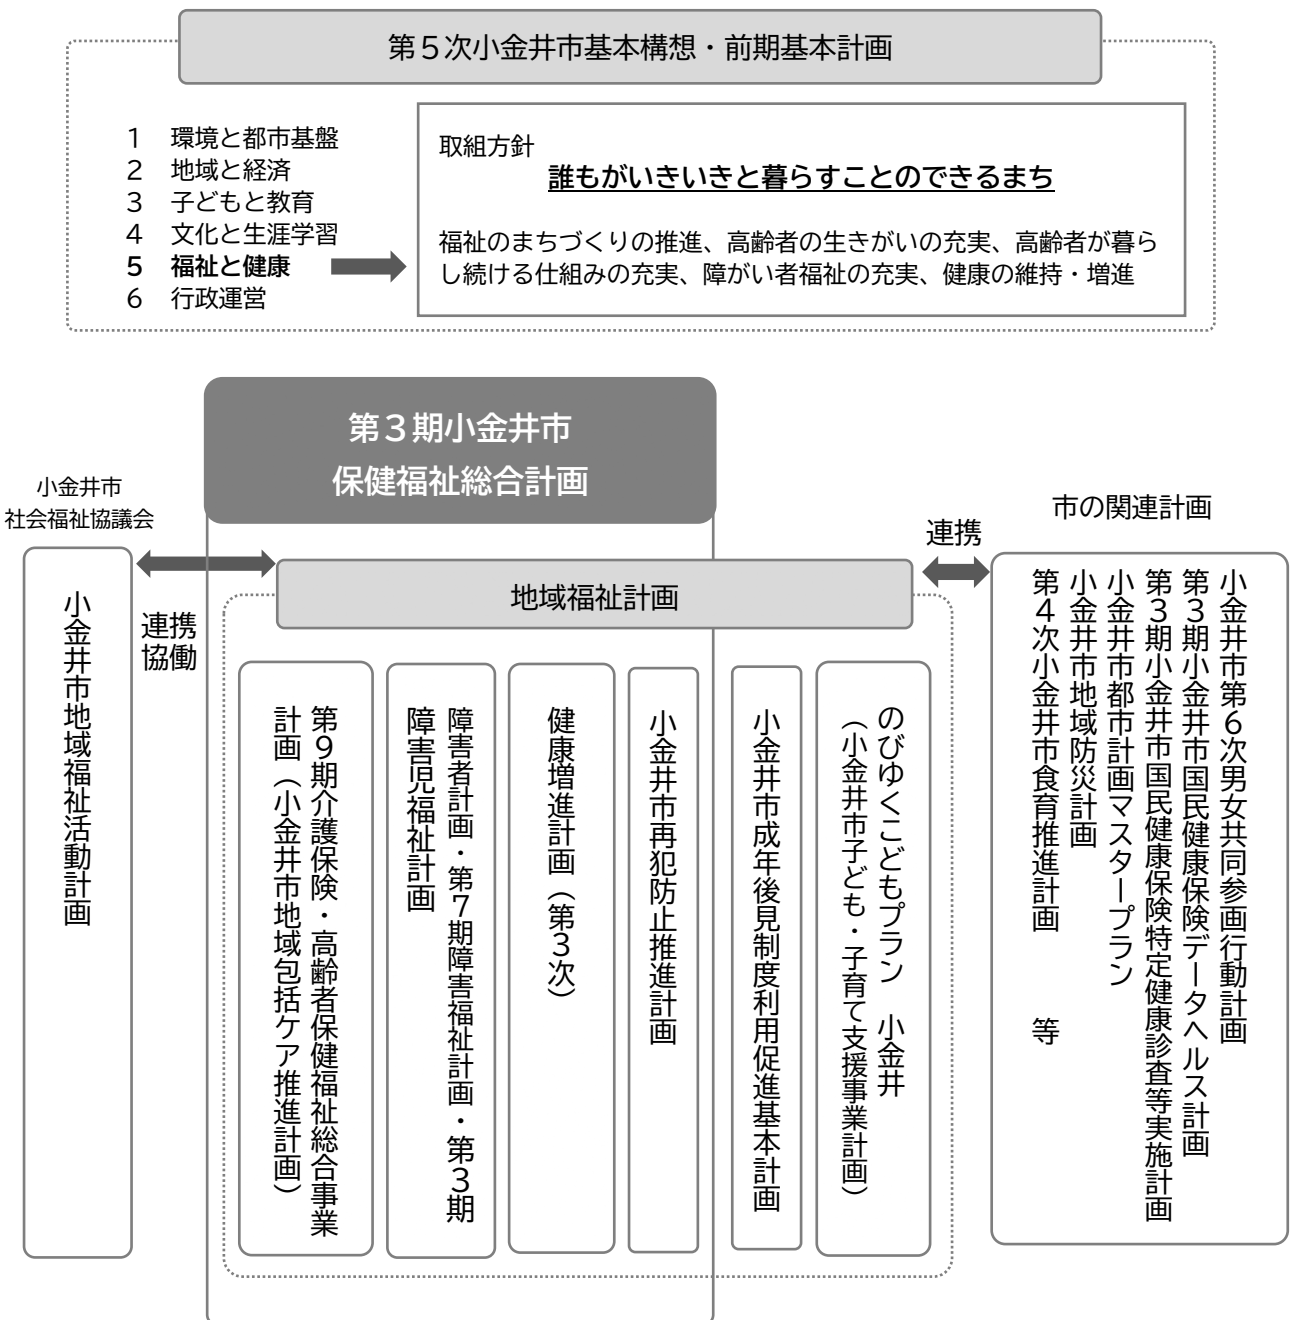 第５次小金井市基本構想・前期基本計画
1 環境と都市基盤
2 地域と経済
3 子どもと教育
4 文化と生涯学習
5 福祉と健康
6 行政運営
取組方針
誰もがいきいきと暮らすことのできるまち
福祉のまちづくりの推進、高齢者の生きがいの充実、高齢者が暮ら
し続ける仕組みの充実、障がい者福祉の充実、健康の維持・増進
第３期小金井市
保健福祉総合計画
小金井市
社会福祉協議会
小金井市地域福祉活動計画
連携
協働
地域福祉計画
第９期介護保険・高齢者保健福祉総合事業
計画（小金井市地域包括ケア推進計画）
障害者計画・第７期障害福祉計画・第３期
障害児福祉計画
健康増進計画（第３次）
小金井市再犯防止推進計画
小金井市成年後見制度利用促進基本計画
のびゆくこどもプラン　小金井
（小金井市子ども・子育て支援事業計画）
連携
市の関連計画
小金井市第６次男女共同参画行動計画
第３期小金井市国民健康保険データヘルス計画
第３期小金井市国民健康保険特定健康診査等実施計画
小金井市都市計画マスタープラン
小金井市地域防災計画
第４次小金井市食育推進計画　　等